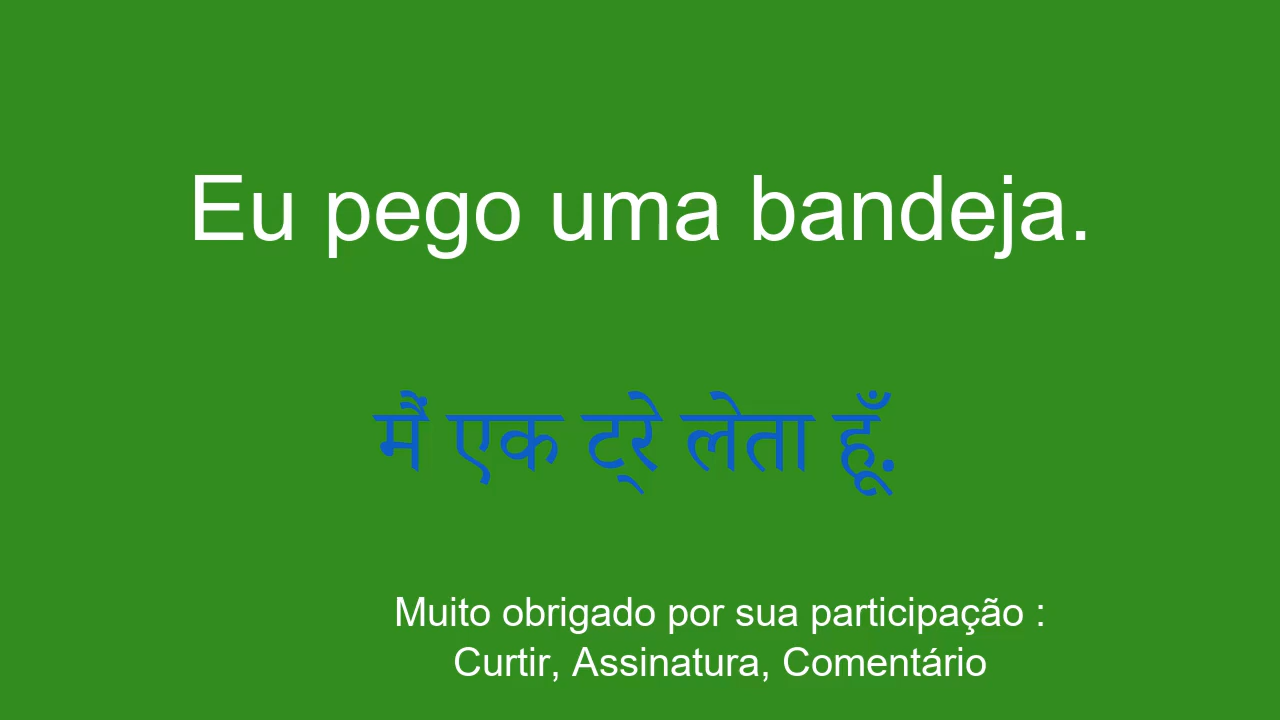 Eu pego uma bandeja.
मैं एक ट्रे लेता हूँ.
Muito obrigado por sua participação :
Curtir, Assinatura, Comentário